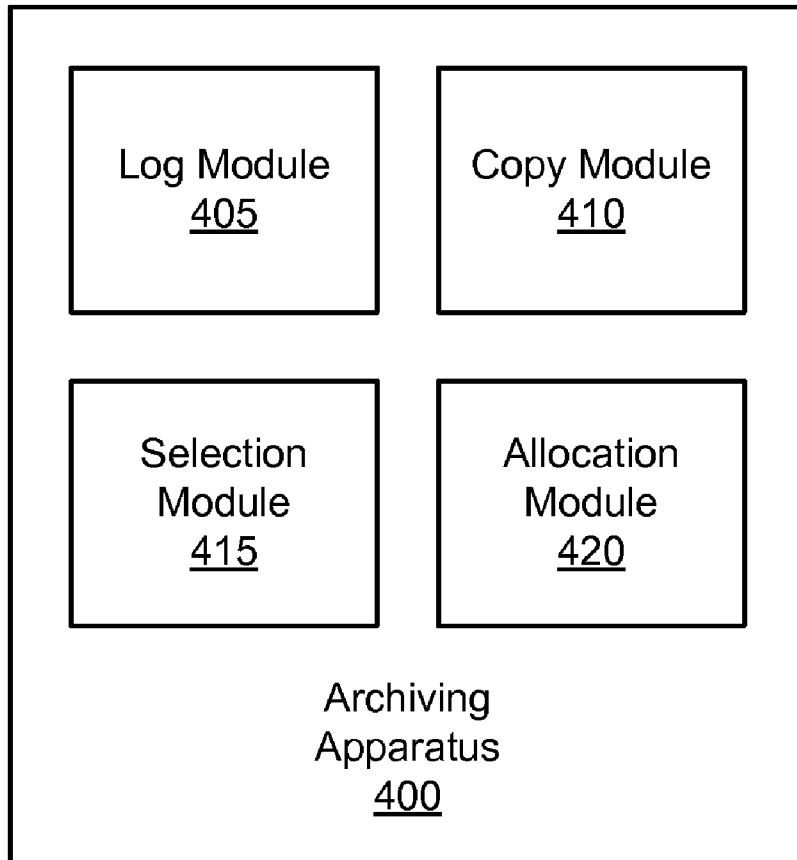 Log Module
405
Copy Module
410
Selection
Module
415
Allocation
Module
420
Archiving
Apparatus
400